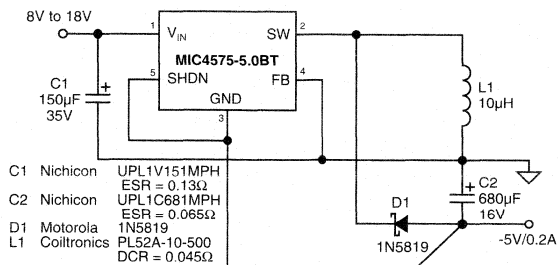 8V to 18V
1
VIN
SW
2
MIC4575-5.0BT
5
SHDN
FB
4
GND
3
C1
150µF
35V
L1
10µH
C2
680µF
16V
D1
1N5819
-5V/0.2A
C1 Nichicon UPL1V151MPH
ESR = 0.13Ω
C2 Nichicon UPL1C681MPH
ESR = 0.065Ω
D1 Motorola 1N5819
L1 Coiltronics PL52A-10-500
DCR = 0.045Ω